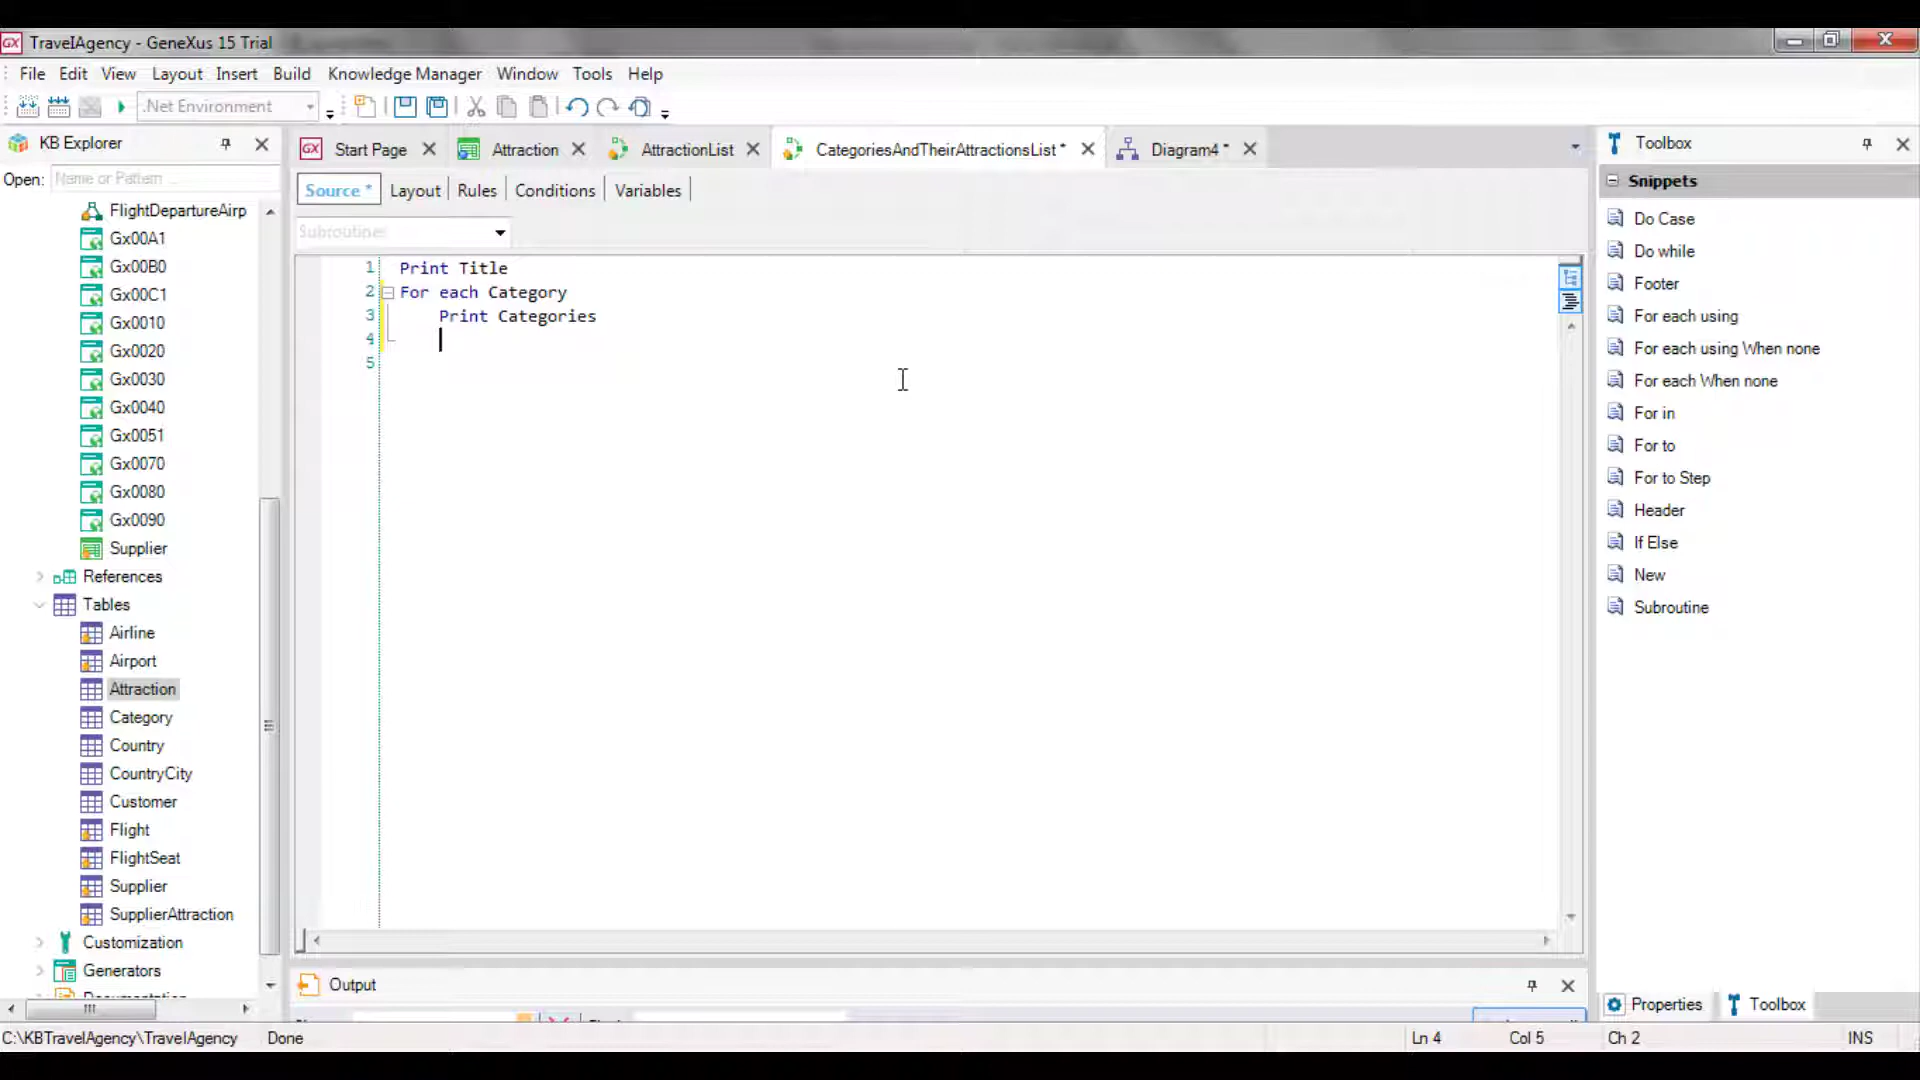 TravelAgency - GeneXus 15 Trial
File Edit View Layout Insert Build Knowledge Manager Window Tools Help
.Net Environment
KB Explorer
Start Page
Attraction
AttractionList
CategoriesAndTheirAttractionsList *
Diagram4 *
Toolbox
Open: Name or Pattern ...
Source * Layout Rules Conditions Variables
Snippets
FlightDepartureAirp
Gx00A1
Gx00B0
Gx00C1
Gx0010
Gx0020
Gx0030
Gx0040
Gx0051
Gx0070
Gx0080
Gx0090
Supplier
References
Tables
Airline
Airport
Attraction
Category
Country
CountryCity
Customer
Flight
FlightSeat
Supplier
SupplierAttraction
Customization
Generators
Subroutines
1 Print Title
2 For each Category
3 Print Categories
4
5
Do Case
Do while
Footer
For each using
For each using When none
For each When none
For in
For to
For to Step
Header
If Else
New
Subroutine
Output
Properties
Toolbox
C:\KBTravelAgency\TravelAgency Done Ln 4 Col 5 Ch 2 INS